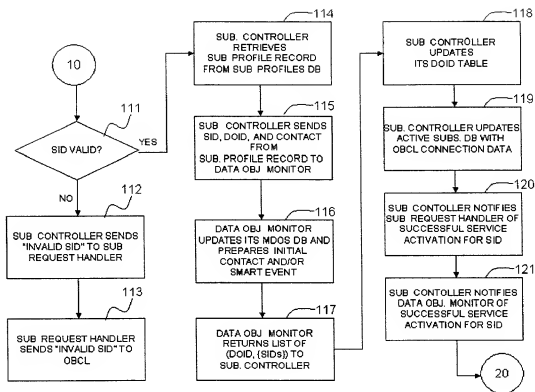 10
111
SID VALID?
YES
NO
112
SUB CONTROLLER
SENDS
"INVALID SID" TO SUB
REQUEST HANDLER
113
SUB REQUEST HANDLER
SENDS "INVALID SID" TO
OBCL
114
SUB. CONTROLLER
RETRIEVES
SUB PROFILE RECORD
FROM SUB PROFILES DB
115
SUB CONTROLLER SENDS
SID, DOID, AND CONTACT
FROM
SUB. PROFILE RECORD TO
DATA OBJ MONITOR
116
DATA OBJ MONITOR
UPDATES ITS MDOS DB AND
PREPARES INITIAL
CONTACT AND/OR
SMART EVENT
117
DATA OBJ MONITOR
RETURNS LIST OF
(DOID, {SIDs}) TO
SUB. CONTROLLER
118
SUB CONTROLLER
UPDATES
ITS DOID TABLE
119
SUB. CONTROLLER UPDATES
ACTIVE SUBS. DB WITH
OBCL CONNECTION DATA
120
SUB CONTOLLER NOTIFIES
SUB REQUEST HANDLER OF
SUCCESSFUL SERVICE
ACTIVATION FOR SID
121
SUB CONTOLLER NOTIFIES
DATA OBJ. MONITOR OF
SUCCESSFUL SERVICE
ACTIVATION FOR SID
20